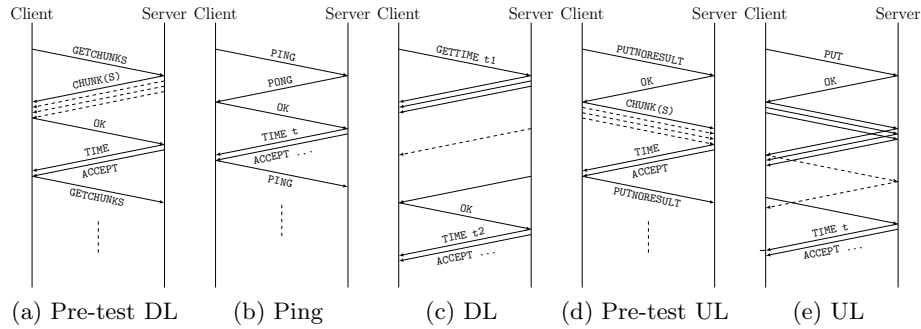 Client Server Client Server Client Server Client Server Client Server
GETCHUNKS
CHUNK(S)
OK
TIME
ACCEPT
GETCHUNKS
PING
PONG
OK
TIME t
ACCEPT ...
PING
GETTIME t1
OK
TIME t2
ACCEPT ...
PUTNORESULT
OK
CHUNK(S)
TIME
ACCEPT
PUTNORESULT
PUT
OK
TIME t
ACCEPT ...
(a) Pre-test DL (b) Ping (c) DL (d) Pre-test UL (e) UL